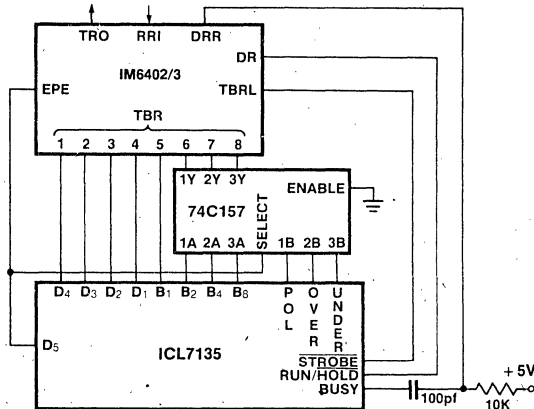 TRO RRI DRR
DR
IM6402/3
EPE TBRL
TBR
1 2 3 4 5 6 7 8
1Y 2Y 3Y
ENABLE
74C157
SELECT
1A 2A 3A 1B 2B 3B
D4 D3 D2 D1 B1 B2 B4 B8 POL OVER UNDER
D5
ICL7135
STROBE
RUN/HOLD
BUSY
100pf
+5V
10K